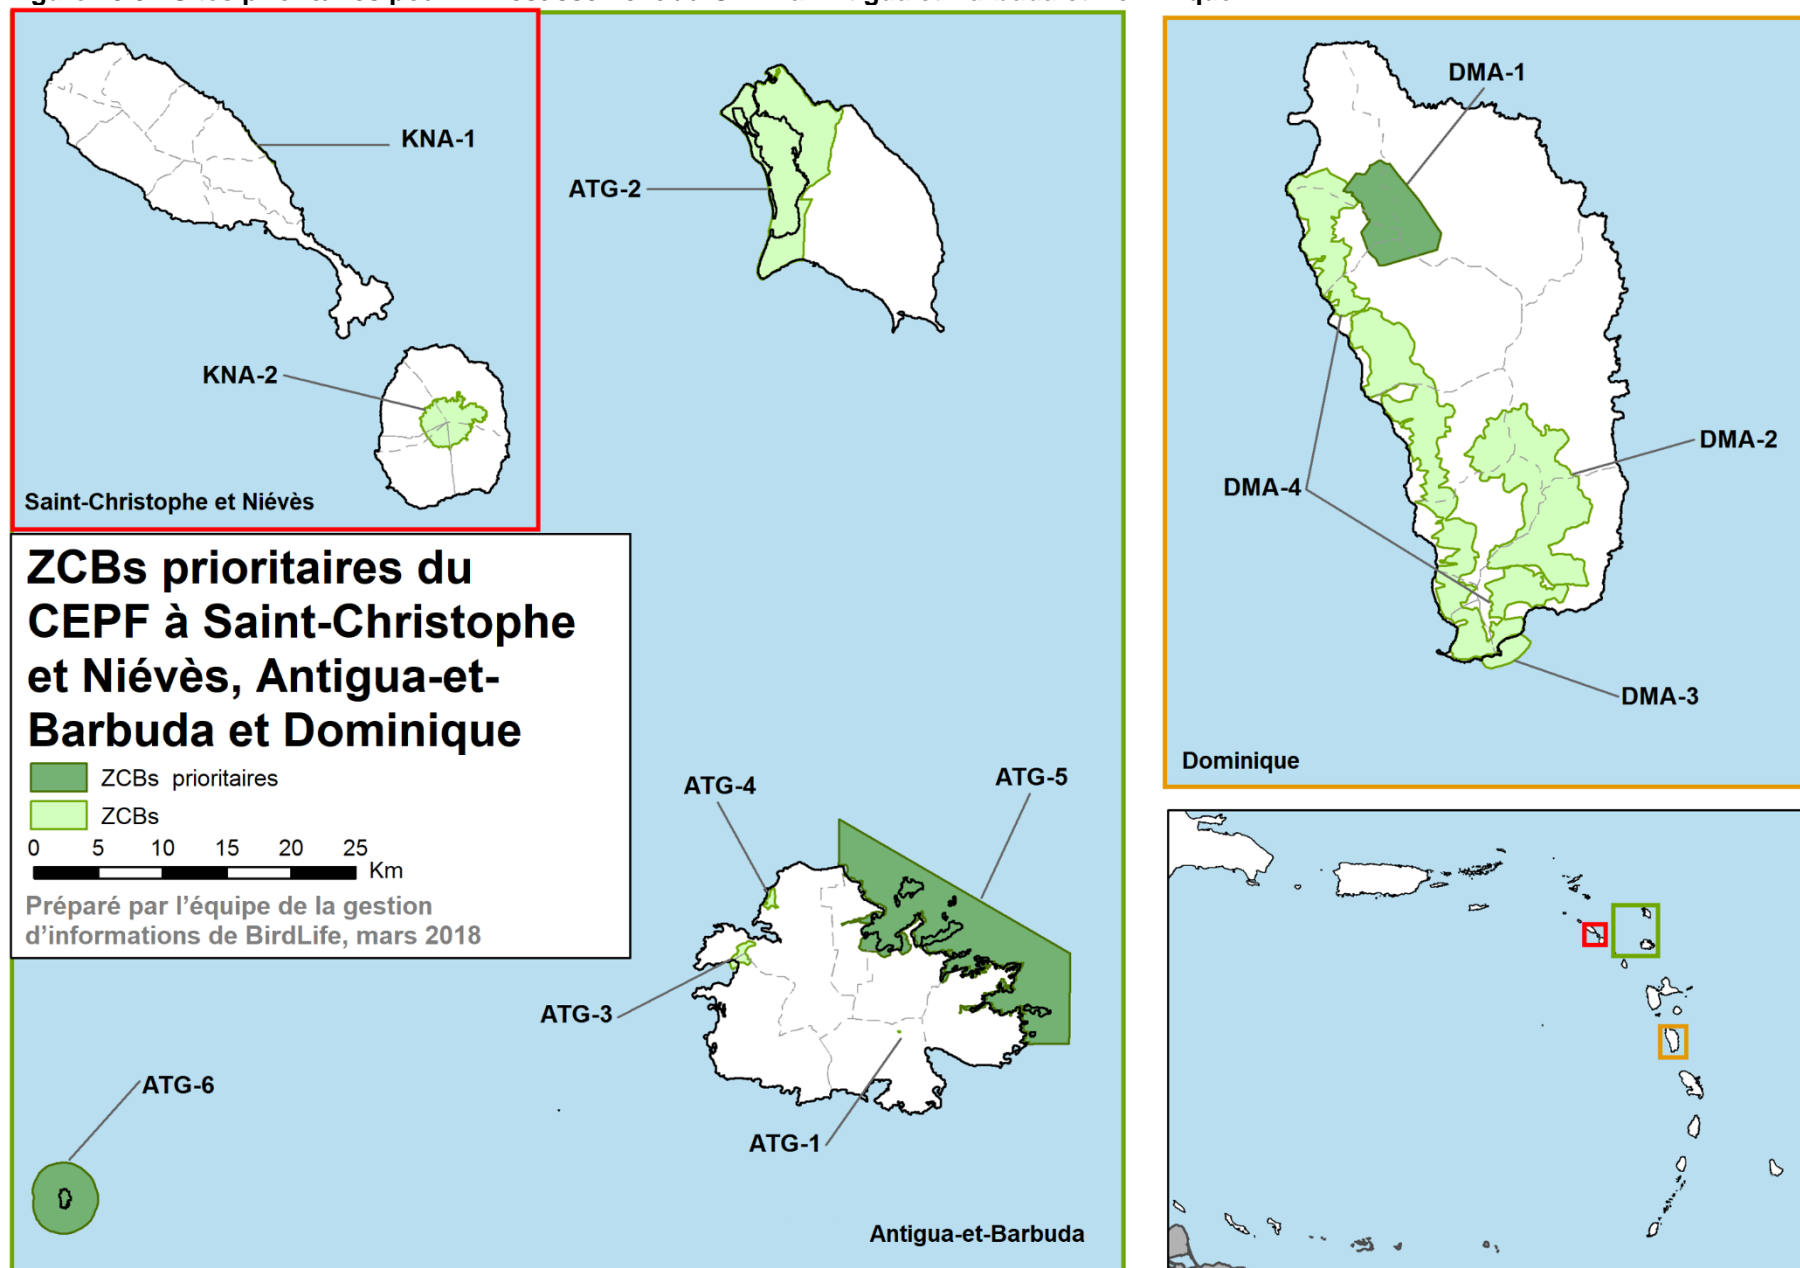 KNA-1
KNA-2
Saint-Christophe et Niévès
ATG-2
DMA-1
DMA-2
DMA-4
DMA-3
Dominique
ZCBs prioritaires du
CEPF à Saint-Christophe
et Niévès, Antigua-et-
Barbuda et Dominique
ZCBs prioritaires
ZCBs
0 5 10 15 20 25
Km
Préparé par l'équipe de la gestion
d'informations de BirdLife, mars 2018
ATG-4
ATG-5
ATG-3
ATG-6
ATG-1
Antigua-et-Barbuda